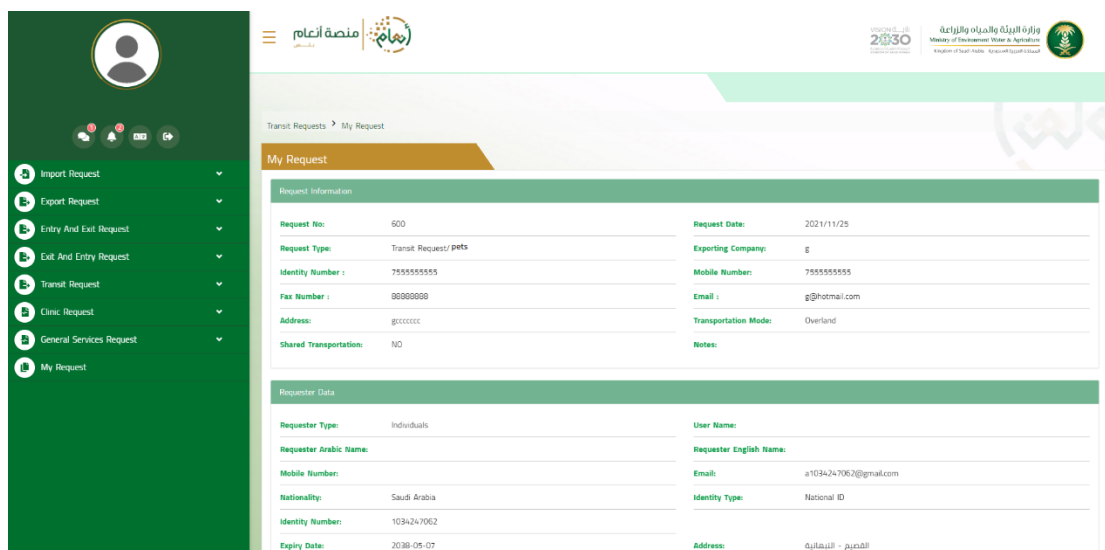 منصة أنعام
VISION رؤية
2030
وزارة البيئة والمياه والزراعة
Ministry of Environment Water & Agriculture
1
2
Import Request
Export Request
Entry And Exit Request
Exit And Entry Request
Transit Request
Clinic Request
General Services Request
My Request
Transit Requests > My Request
My Request
Request Information
Request No: 600 Request Date: 2021/11/25
Request Type: Transit Request/ pets Exporting Company: g
Identity Number : 7555555555 Mobile Number: 7555555555
Fax Number : 88888888 Email : g@hotmail.com
Address: gccccccc Transportation Mode: Overland
Shared Transportation: NO Notes:
Requester Data
Requester Type: Individuals User Name:
Requester Arabic Name: Requester English Name:
Mobile Number: Email: a1034247062@gmail.com
Nationality: Saudi Arabia Identity Type: National ID
Identity Number: 1034247062
Expiry Date: 2038-05-07 Address: القصيم - النبهانية